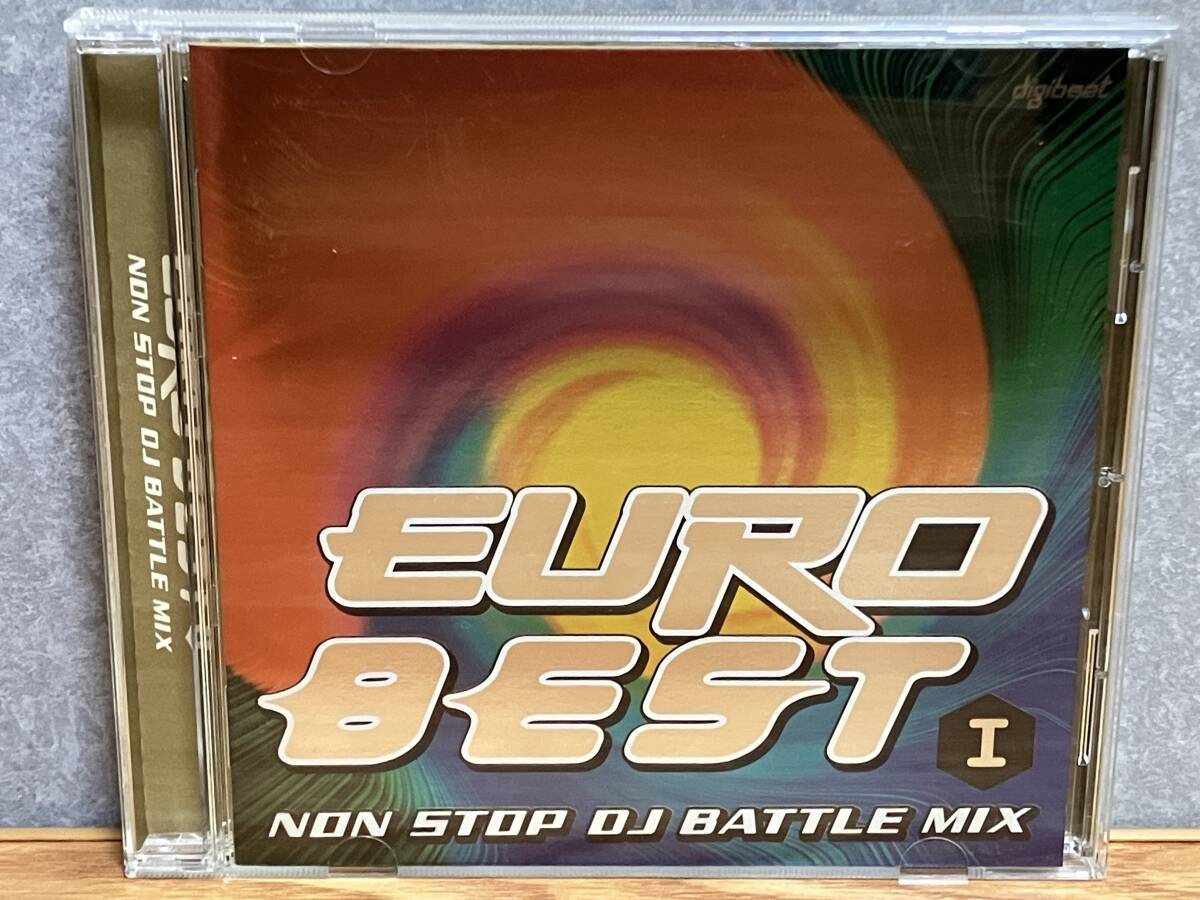 digibeat
EURO
BEST
I
NON STOP DJ BATTLE MIX
NON STOP DJ BATTLE MIX